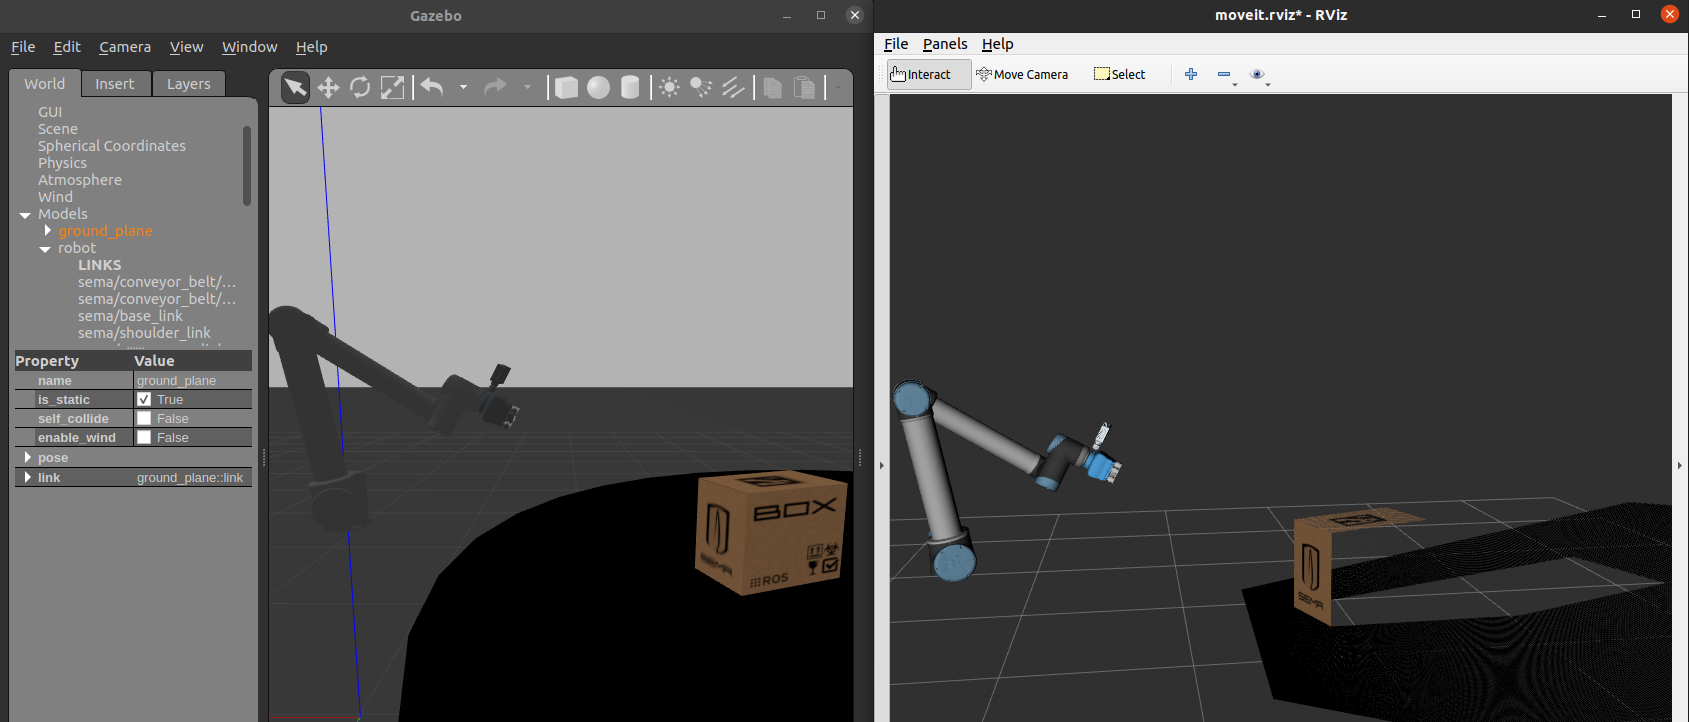 Gazebo
File Edit Camera View Window Help
World Insert Layers
GUI
Scene
Spherical Coordinates
Physics
Atmosphere
Wind
Models
ground_plane
robot
LINKS
sema/conveyor_belt/...
sema/conveyor_belt/...
sema/base_link
sema/shoulder_link
Property Value
name ground_plane
is_static True
self_collide False
enable_wind False
pose
link ground_plane::link
BOX
SEMA
ROS
moveit.rviz* - RViz
File Panels Help
Interact Move Camera Select
SEMA